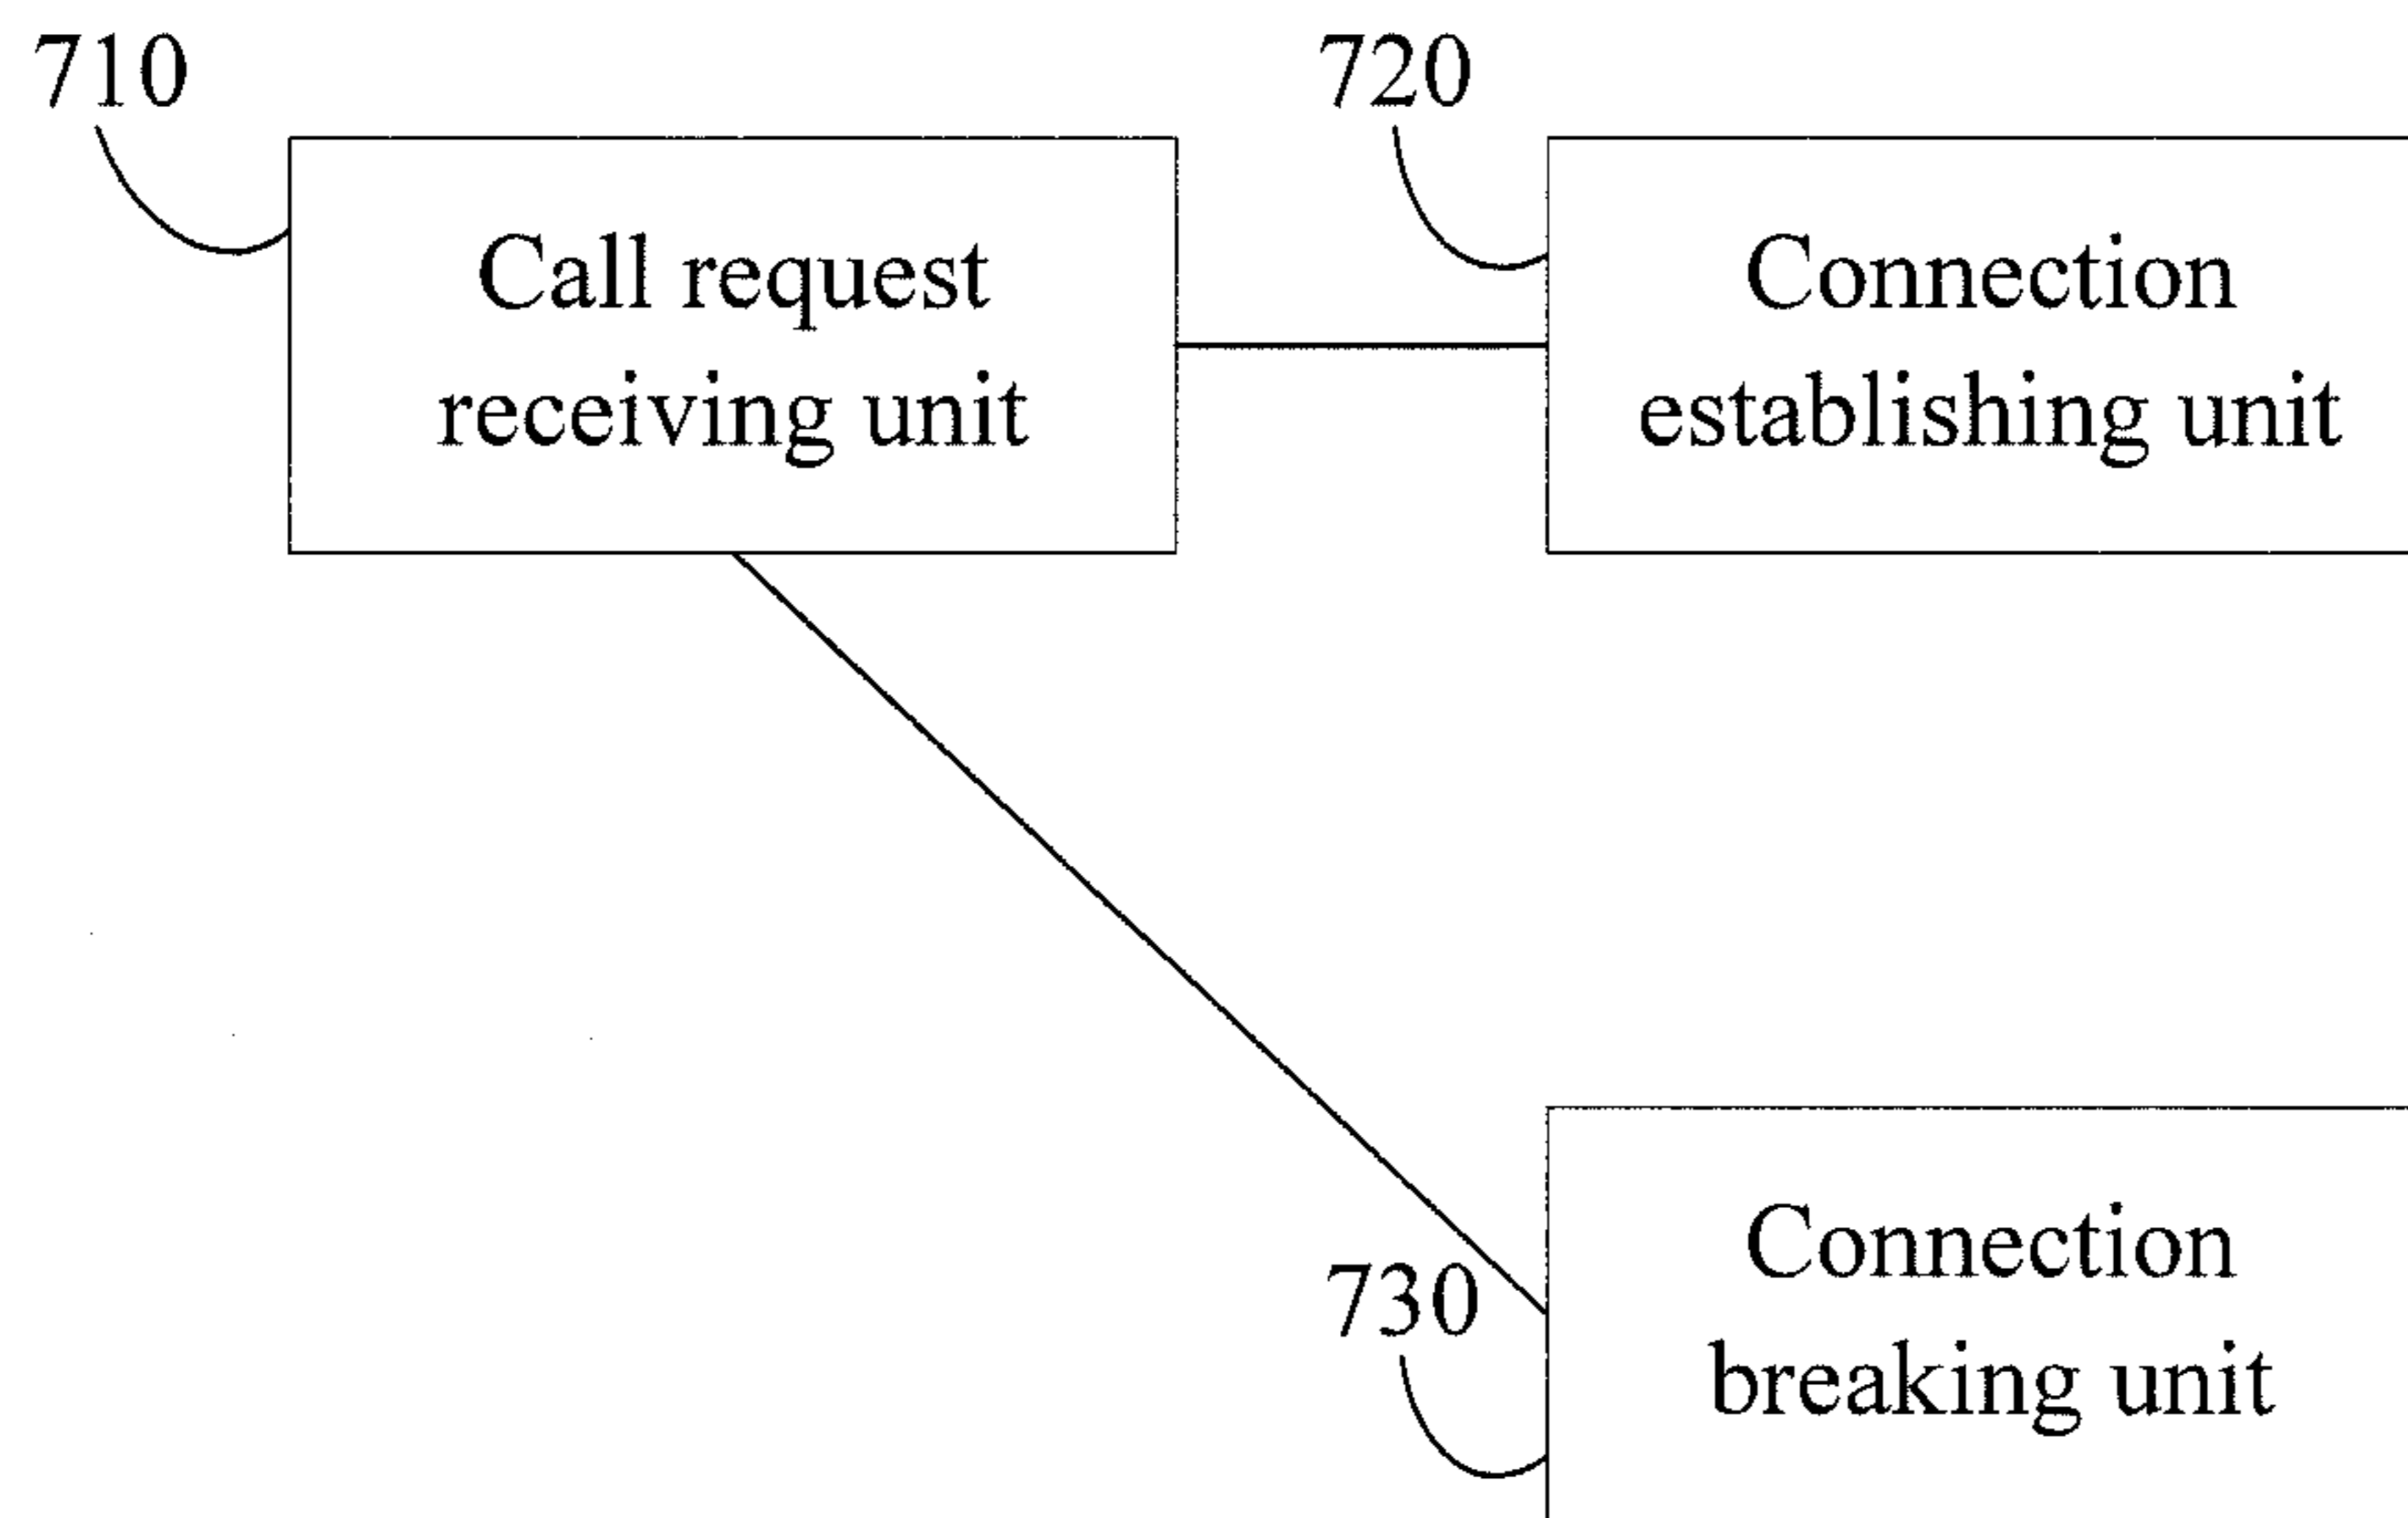 710
720
Call request
receiving unit
Connection
establishing unit
730
Connection
breaking unit